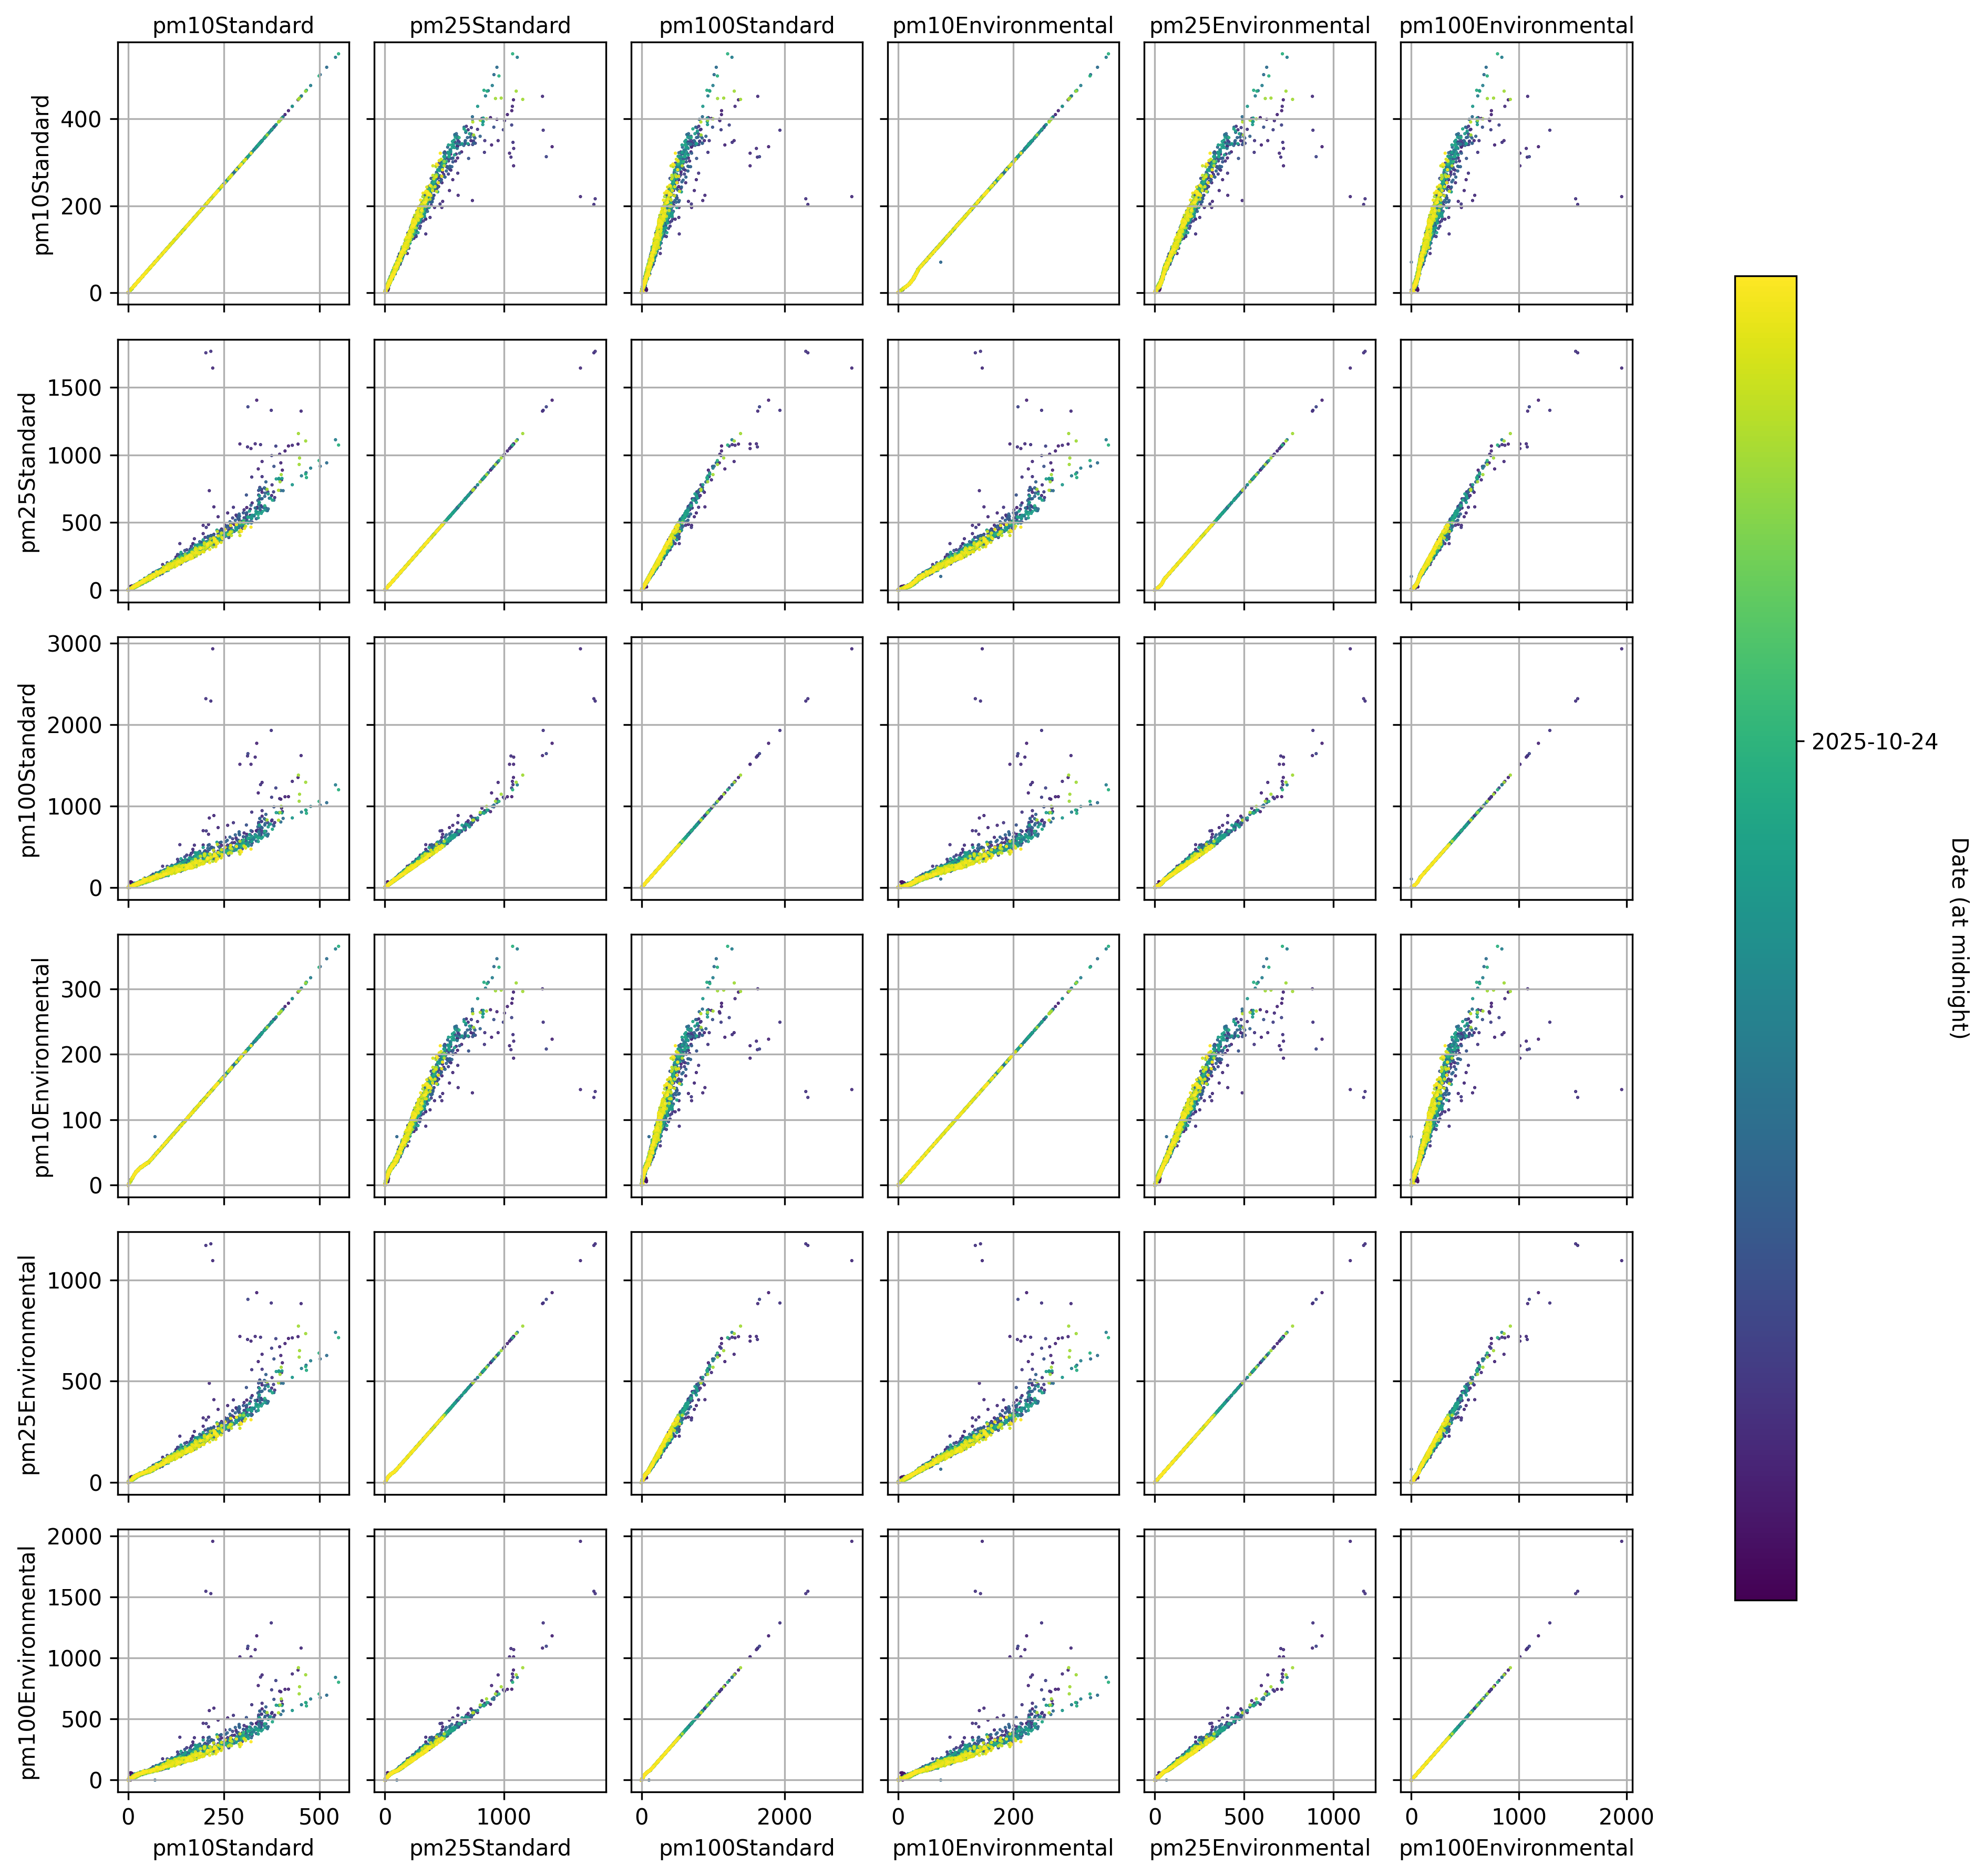 pm10Standard pm25Standard pm100Standard pm10Environmental pm25Environmental pm100Environmental
pm10Standard
400
200
0
pm25Standard
1500
1000
500
0
pm100Standard
3000
2000
1000
0
pm10Environmental
300
200
100
0
pm25Environmental
1000
500
0
pm100Environmental
2000
1500
1000
500
0
0 250 500 0 1000 0 2000 0 200 0 500 1000 0 1000 2000
pm10Standard pm25Standard pm100Standard pm10Environmental pm25Environmental pm100Environmental
2025-10-24
Date (at midnight)